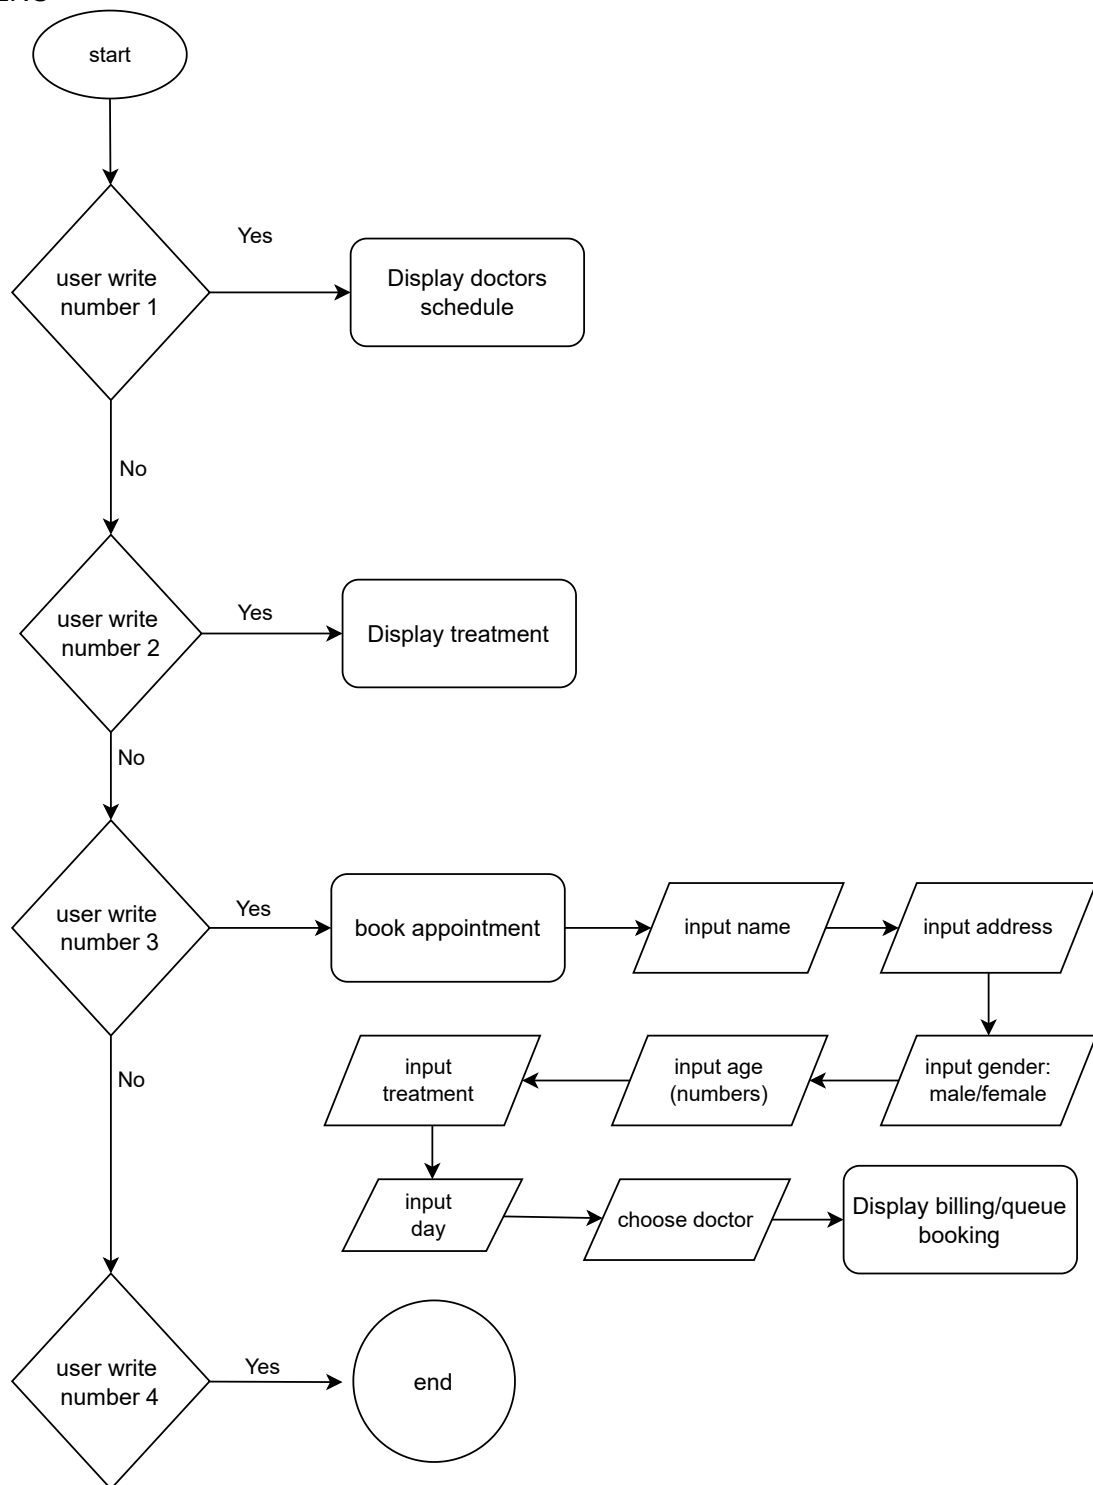 start
Yes
user write
number 1
Display doctors
schedule
No
user write
number 2
Yes
Display treatment
No
user write
number 3
Yes
book appointment
input name
input address
No
input
treatment
input age
(numbers)
input gender:
male/female
input
day
choose doctor
Display billing/queue
booking
user write
number 4
Yes
end